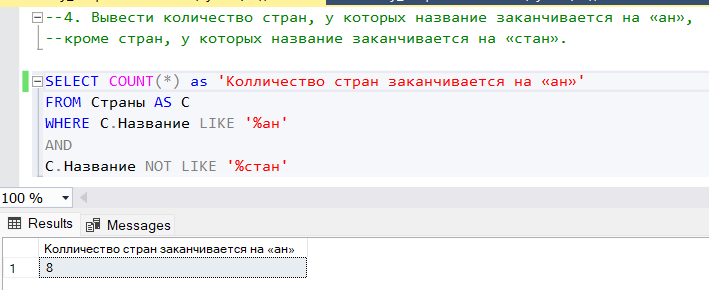 --4. Вывести количество стран, у которых название заканчивается на «ан»,
--кроме стран, у которых название заканчивается на «стан».
SELECT COUNT(*) as 'Колличество стран заканчивается на «ан»'
FROM Страны AS С
WHERE С.Название LIKE '%ан'
AND
С.Название NOT LIKE '%стан'
100 %
Results Messages
Колличество стран заканчивается на «ан»
1 8